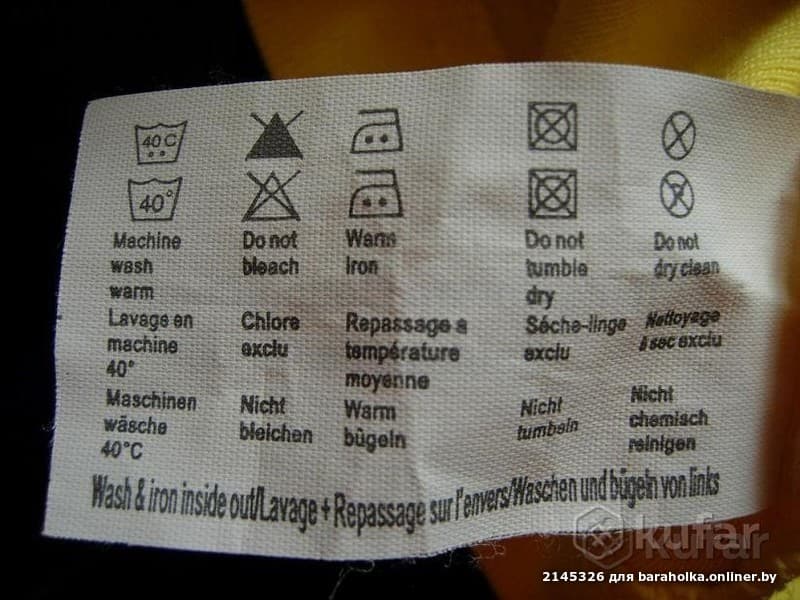 40 C
40°
Machine
wash
warm
Do not
bleach
Warm
Iron
Do not
tumble
dry
Do not
dry clean
Lavage en
machine
40°
Chlore
exclu
Repassage a
température
moyenne
Séche-linge
exclu
Nettoyage
á sec exclu
Maschinen
wäsche
40°C
Nicht
bleichen
Warm
bügeln
Nicht
tumbeln
Nicht
chemisch
reinigen
Wash & iron inside out/Lavage + Repassage sur l'envers/Waschen und bügeln von links
kufar
2145326 для baraholka.onliner.by